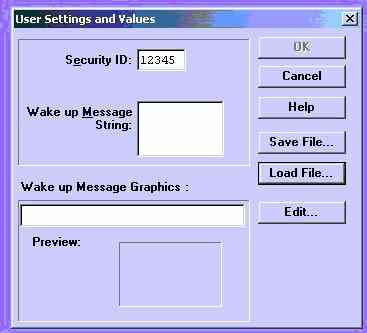 User Settings and Values
OK
Security ID: 12345
Cancel
Wake up Message String:
Help
Save File...
Load File...
Wake up Message Graphics :
Edit...
Preview: